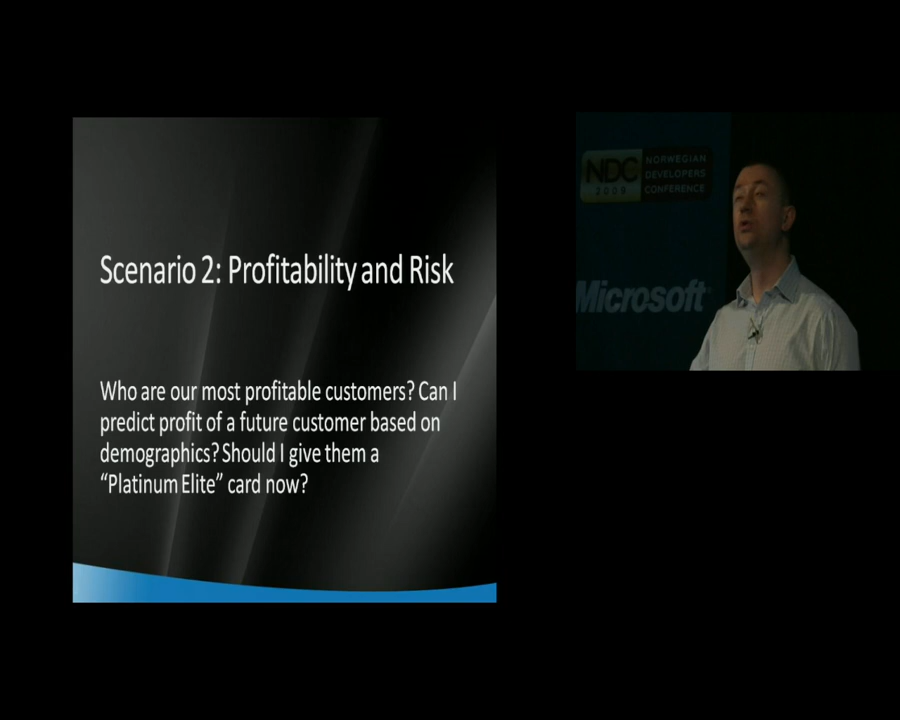 Scenario 2: Profitability and Risk
Who are our most profitable customers? Can I
predict profit of a future customer based on
demographics? Should I give them a
“Platinum Elite” card now?
NDC
2009
NORWEGIAN
DEVELOPERS
CONFERENCE
Microsoft